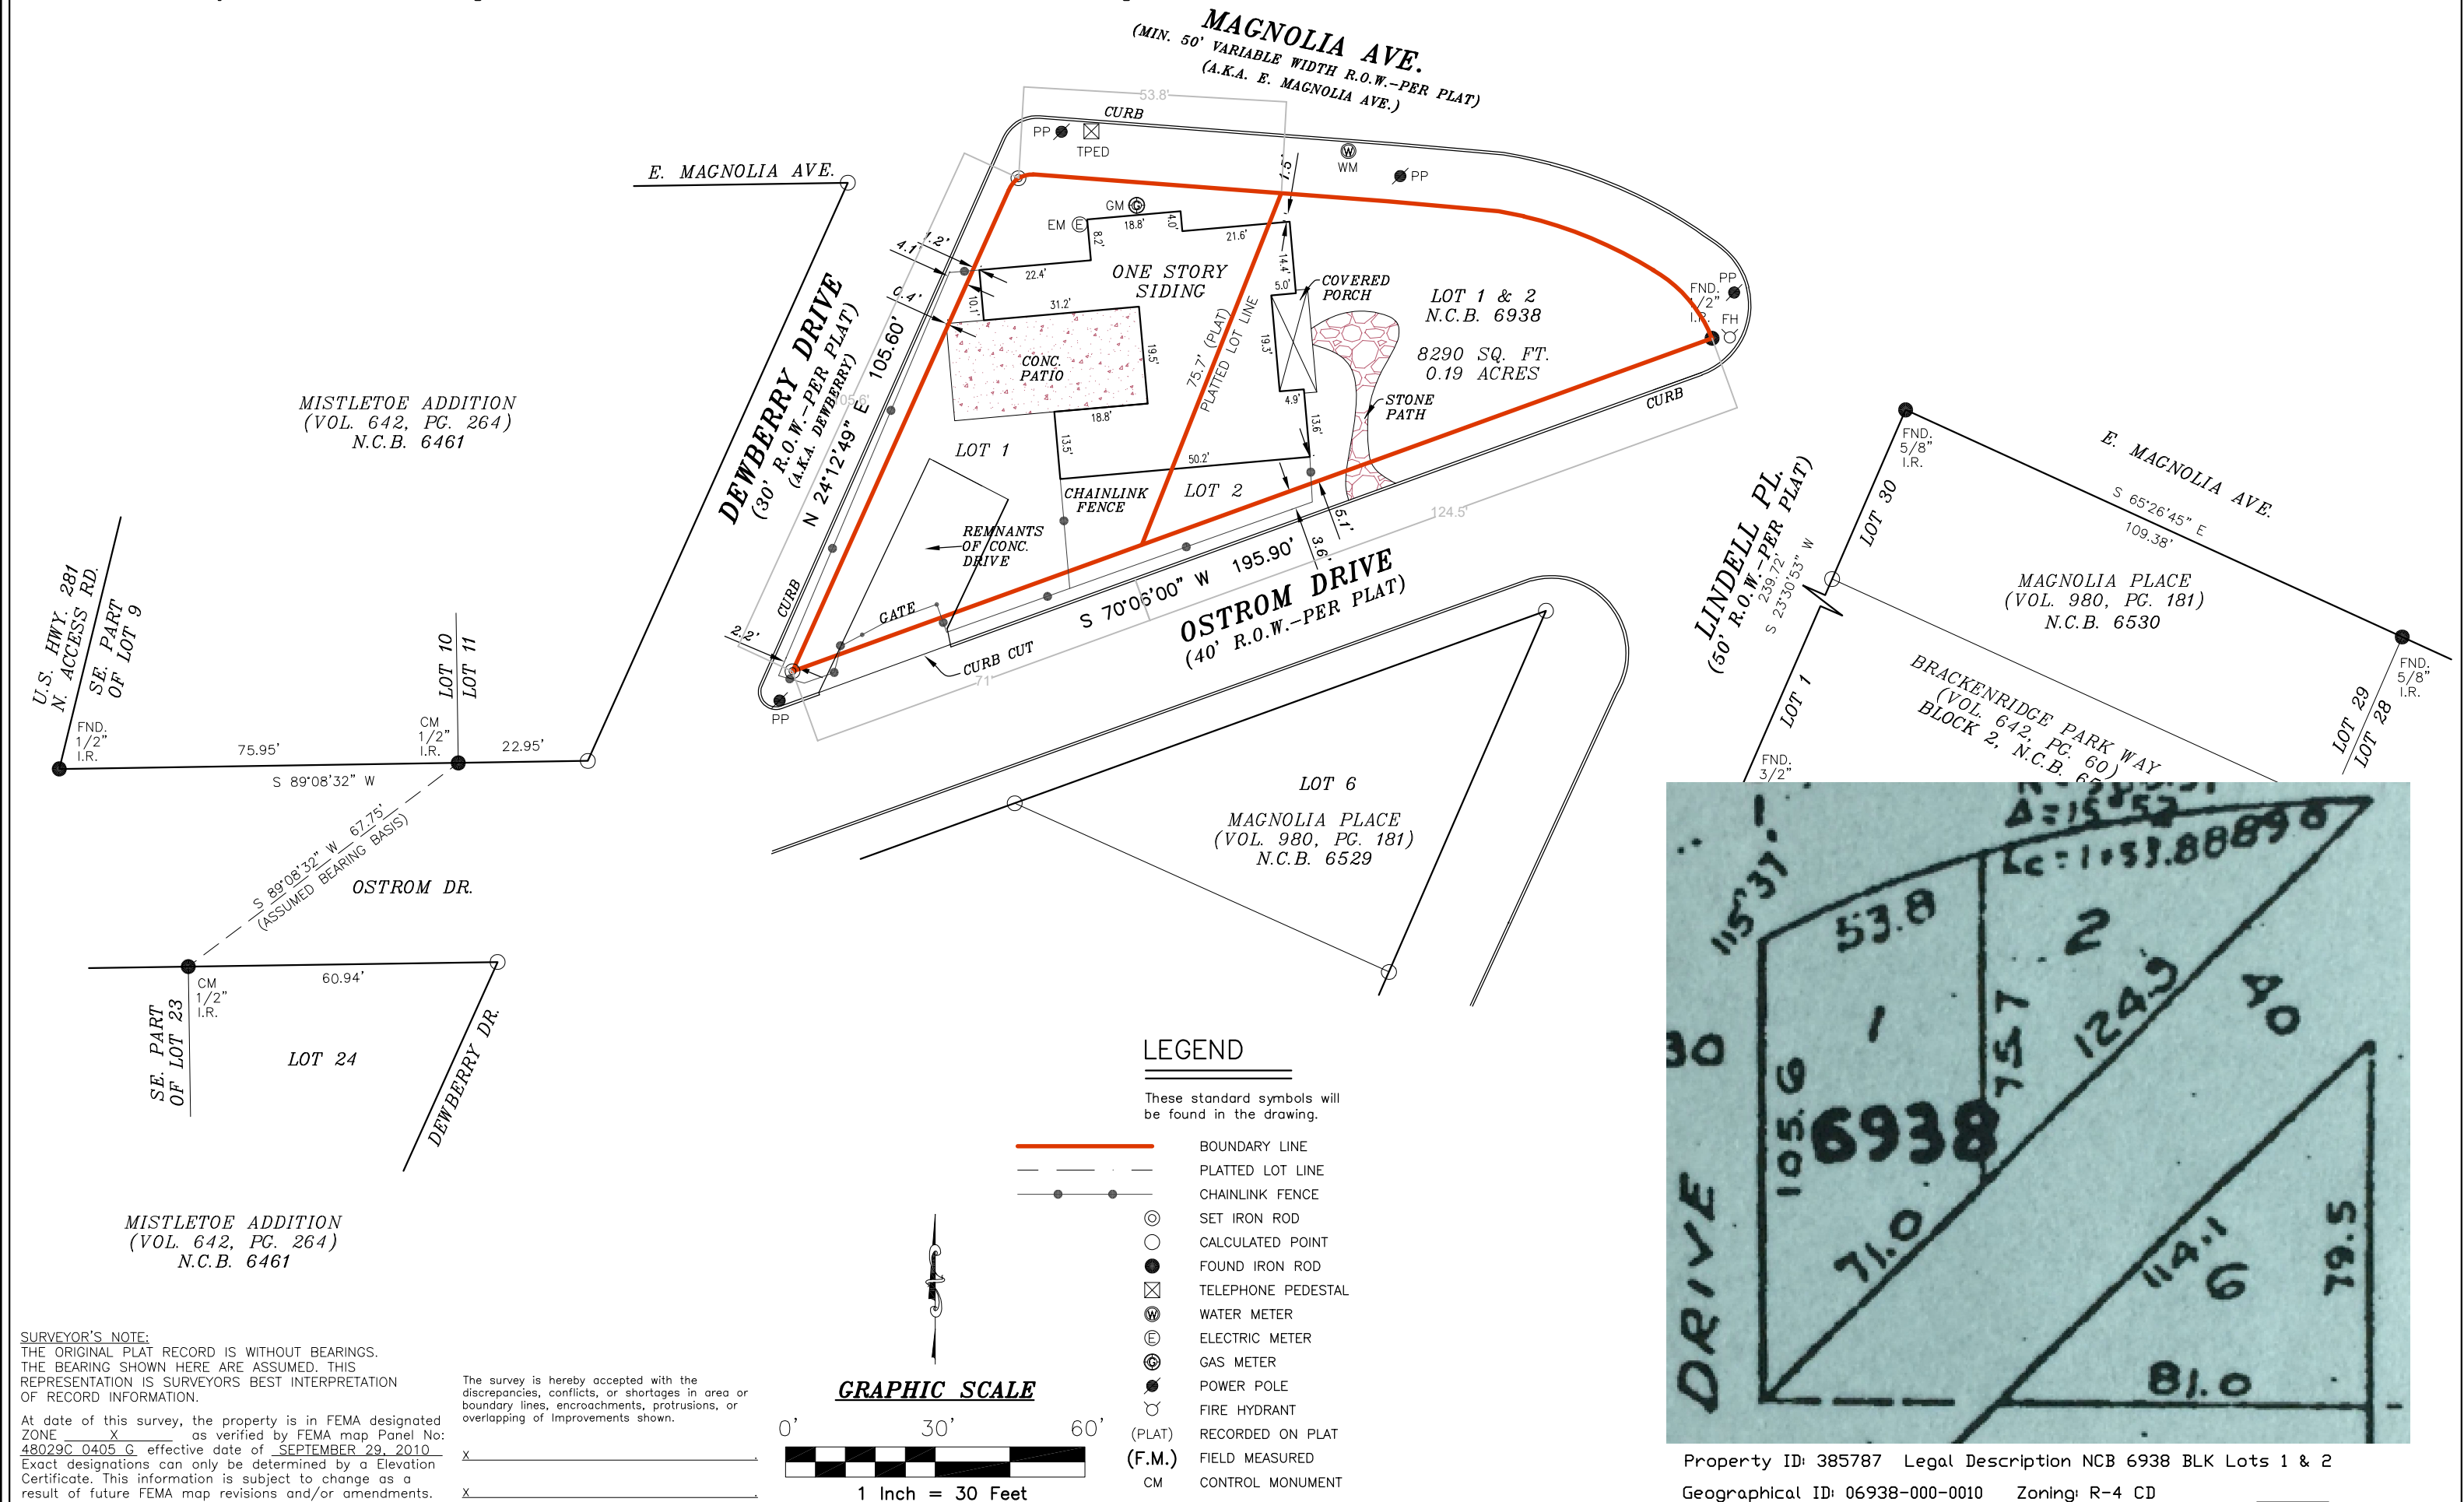 MAGNOLIA AVE.
(MIN. 50' VARIABLE WIDTH R.O.W.-PER PLAT)
(A.K.A. E. MAGNOLIA AVE.)
53.8'
CURB
PP
TPED
WM
PP
E. MAGNOLIA AVE.
1.5'
GM G
EM E
18.8'
4.0'
8.2'
21.6'
4.1'
1.2'
22.4'
ONE STORY
SIDING
14.4'
5.0'
COVERED
PORCH
0.4'
10.1'
31.2'
LOT 1 & 2
N.C.B. 6938
8290 SQ. FT.
0.19 ACRES
FND.
1/2"
I.R.
PP
FH
DEWBERRY DRIVE
(30' R.O.W.-PER PLAT)
(A.K.A. DEWBERRY)
N 24°12'49" E 105.60'
105.6'
CONC.
PATIO
19.5'
75.7' (PLAT)
PLATTED LOT LINE
19.3'
4.9'
STONE
PATH
CURB
MISTLETOE ADDITION
(VOL. 642, PG. 264)
N.C.B. 6461
18.8'
13.5'
13.6'
LOT 1
50.2'
CHAINLINK
FENCE
LOT 2
REMNANTS
OF CONC.
DRIVE
5.1'
3.6'
124.5'
S 70°06'00" W 195.90'
OSTROM DRIVE
(40' R.O.W.-PER PLAT)
CURB
GATE
2.2'
CURB CUT
71'
PP
FND.
5/8"
I.R.
LOT 30
E. MAGNOLIA AVE.
S 65°26'45" E
109.38'
LINDELL PL.
(50' R.O.W.-PER PLAT)
239.72'
S 23°30'53" W
MAGNOLIA PLACE
(VOL. 980, PG. 181)
N.C.B. 6530
BRACKENRIDGE PARK WAY
(VOL. 642, PG. 60)
BLOCK 2, N.C.B.
LOT 1
FND.
5/8"
I.R.
LOT 29
LOT 28
FND.
3/2"
U.S. HWY. 281
N. ACCESS RD.
SE. PART
OF LOT 9
LOT 10
LOT 11
FND.
1/2"
I.R.
CM
1/2"
I.R.
75.95'
22.95'
S 89°08'32" W
S 89°08'32" W 67.75'
(ASSUMED BEARING BASIS)
OSTROM DR.
60.94'
CM
1/2"
I.R.
SE. PART
OF LOT 23
LOT 24
DEWBERRY DR.
MISTLETOE ADDITION
(VOL. 642, PG. 264)
N.C.B. 6461
LOT 6
MAGNOLIA PLACE
(VOL. 980, PG. 181)
N.C.B. 6529
115°37'
53.8
2
1
30
105.6
6938
75.7
124.9
40
71.0
114.1
6
79.5
81.0
DRIVE
LEGEND
These standard symbols will
be found in the drawing.
BOUNDARY LINE
PLATTED LOT LINE
CHAINLINK FENCE
SET IRON ROD
CALCULATED POINT
FOUND IRON ROD
TELEPHONE PEDESTAL
W WATER METER
E ELECTRIC METER
G GAS METER
POWER POLE
FIRE HYDRANT
(PLAT) RECORDED ON PLAT
(F.M.) FIELD MEASURED
CM CONTROL MONUMENT
GRAPHIC SCALE
0' 30' 60'
1 Inch = 30 Feet
SURVEYOR'S NOTE:
THE ORIGINAL PLAT RECORD IS WITHOUT BEARINGS.
THE BEARING SHOWN HERE ARE ASSUMED. THIS
REPRESENTATION IS SURVEYORS BEST INTERPRETATION
OF RECORD INFORMATION.
At date of this survey, the property is in FEMA designated
ZONE X as verified by FEMA map Panel No:
48029C 0405 G effective date of SEPTEMBER 29, 2010
Exact designations can only be determined by a Elevation
Certificate. This information is subject to change as a
result of future FEMA map revisions and/or amendments.
The survey is hereby accepted with the
discrepancies, conflicts, or shortages in area or
boundary lines, encroachments, protrusions, or
overlapping of Improvements shown.
X
X
Property ID: 385787 Legal Description NCB 6938 BLK Lots 1 & 2
Geographical ID: 06938-000-0010 Zoning: R-4 CD